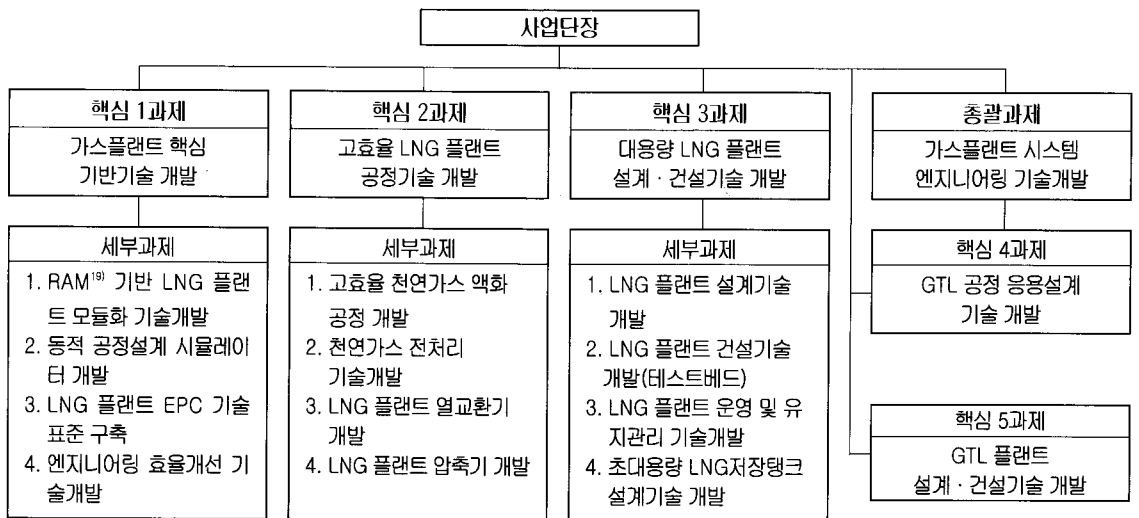 사업단장
핵심 1과제
가스플랜트 핵심
기반기술 개발
세부과제
1. RAM¹⁹⁾ 기반 LNG 플랜
트 모듈화 기술개발
2. 동적 공정설계 시뮬레이
터 개발
3. LNG 플랜트 EPC 기술
표준 구축
4. 엔지니어링 효율개선 기
술개발
핵심 2과제
고효율 LNG 플랜트
공정기술 개발
세부과제
1. 고효율 천연가스 액화
공정 개발
2. 천연가스 전처리
기술개발
3. LNG 플랜트 열교환기
개발
4. LNG 플랜트 압축기 개발
핵심 3과제
대용량 LNG 플랜트
설계 · 건설기술 개발
세부과제
1. LNG 플랜트 설계기술
개발
2. LNG 플랜트 건설기술
개발(테스트베드)
3. LNG 플랜트 운영 및 유
지관리 기술개발
4. 초대용량 LNG저장탱크
설계기술 개발
총괄과제
가스플랜트 시스템
엔지니어링 기술개발
핵심 4과제
GTL 공정 응용설계
기술 개발
핵심 5과제
GTL 플랜트
설계 · 건설기술 개발